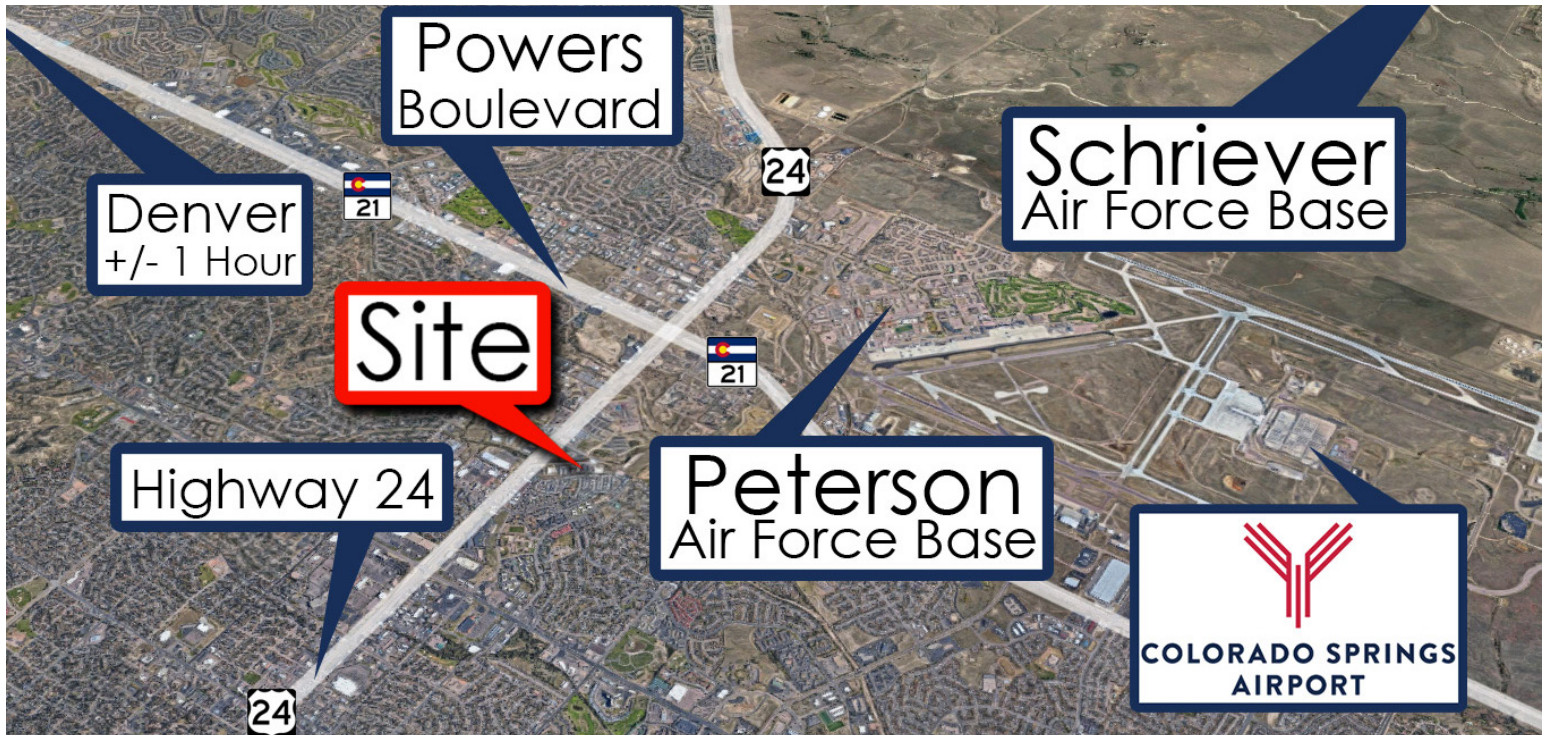 Powers
Boulevard
24
Schriever
Air Force Base
21
Denver
+/- 1 Hour
Site
21
Highway 24
Peterson
Air Force Base
COLORADO SPRINGS
AIRPORT
24